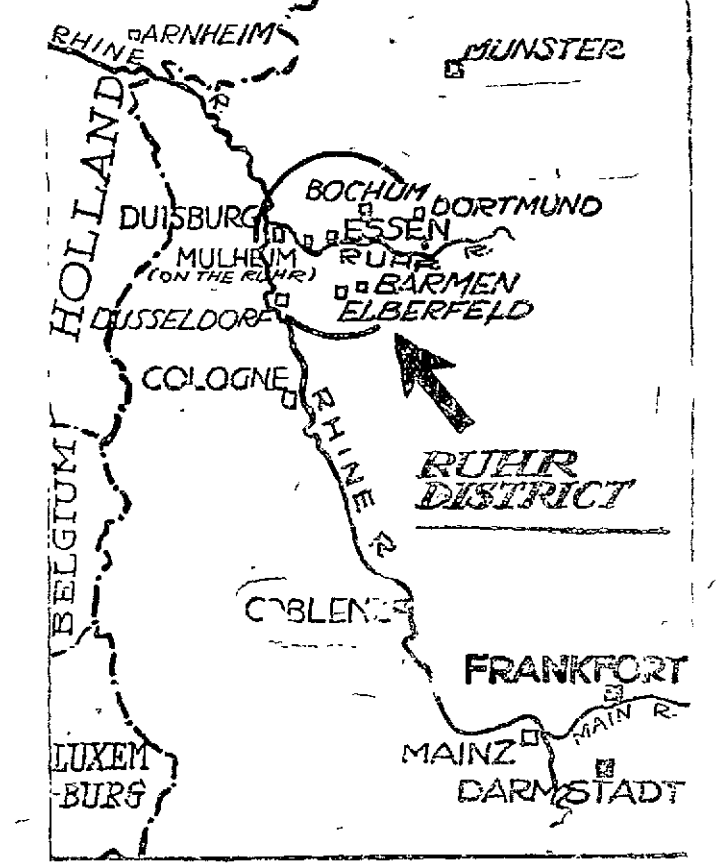 RHINE R.
ARNHEIM
MUNSTER
HOLLAND
BOCHUM
DORTMUND
DUISBURG
ESSEN
MULHEIM
(ON THE RUHR)
RUHR R.
BARMEN
ELBERFELD
DUSSELDORF
COLOGNE
RHINE R.
RUHR
DISTRICT
BELGIUM
COBLENZ
FRANKFORT
MAIN R.
MAINZ
LUXEM
-BURG
DARMSTADT